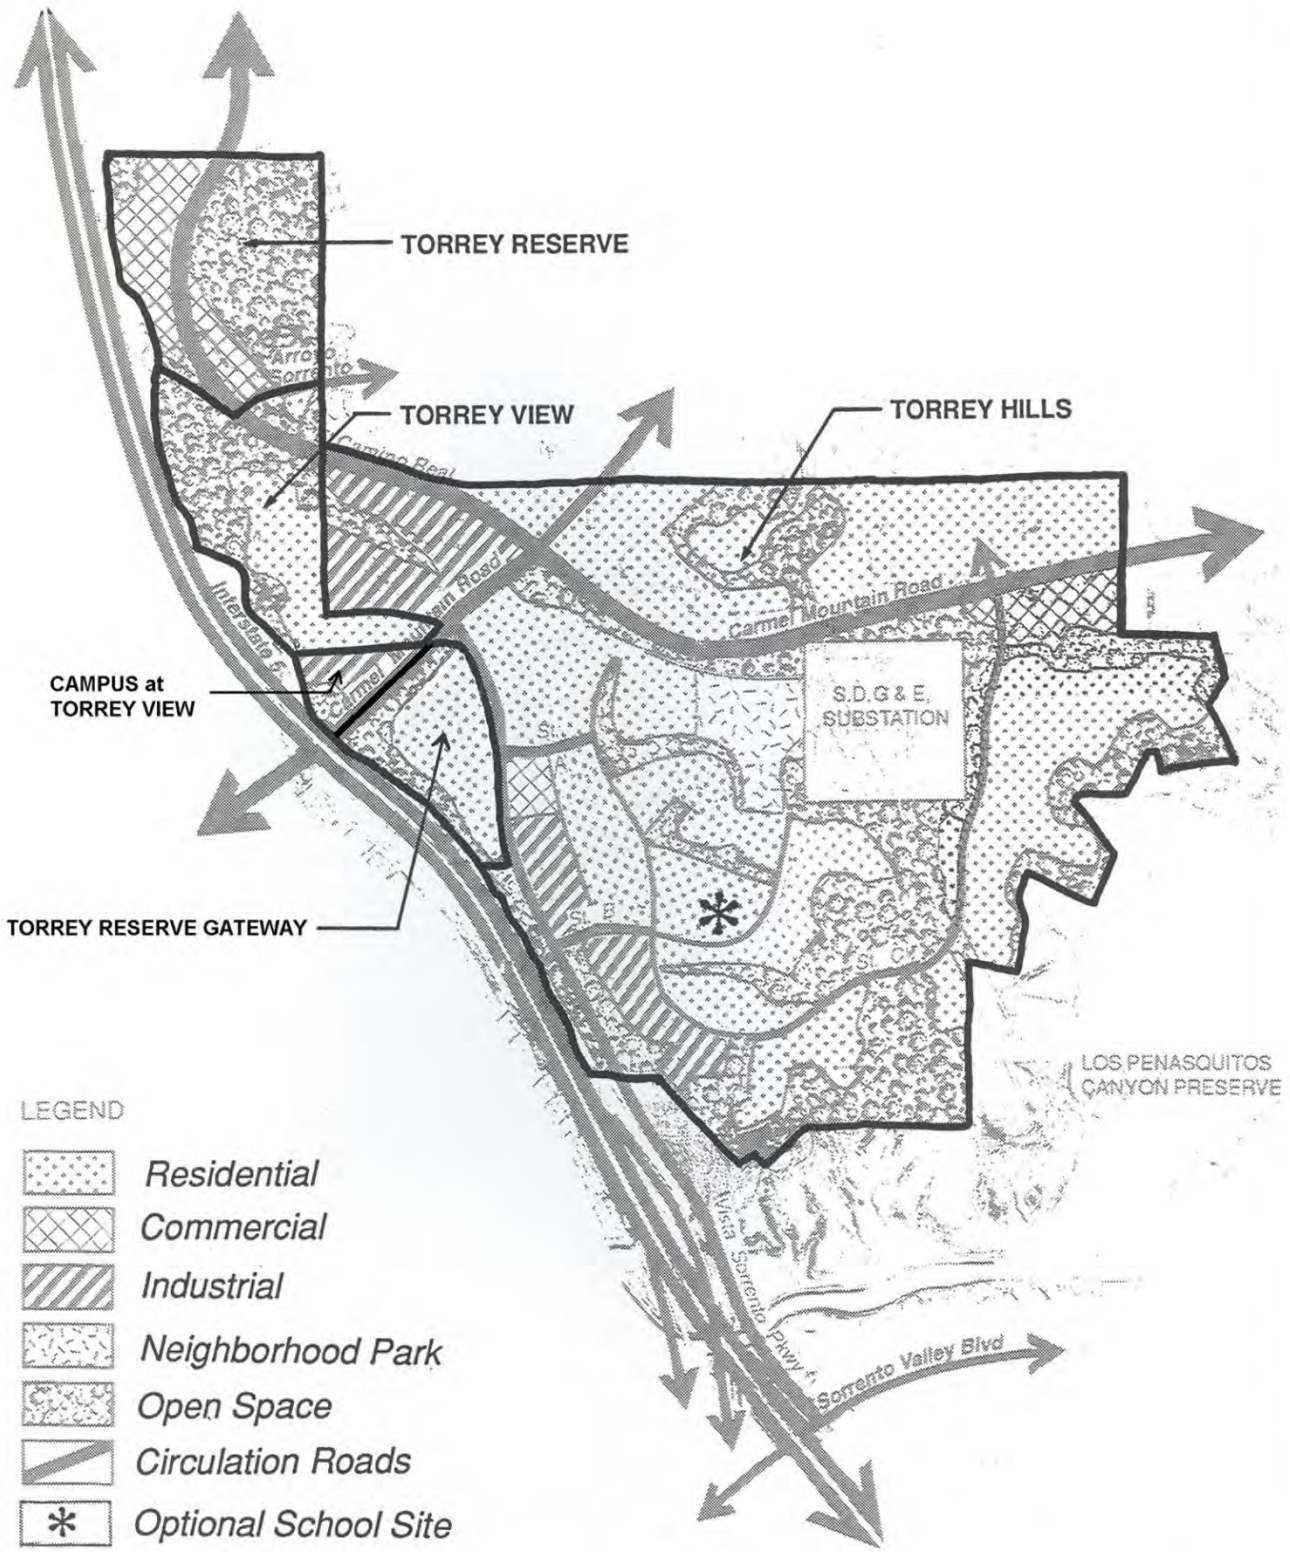 TORREY RESERVE
Arroyo
Sorrento
TORREY VIEW
TORREY HILLS
Camino Real
Carmel Mountain Road
Interstate 5
CAMPUS at
TORREY VIEW
Carmel
Road
S.D.G & E.
SUBSTATION
St. A
TORREY RESERVE GATEWAY
St. B
St. C
LOS PENASQUITOS
CANYON PRESERVE
LEGEND
Residential
Commercial
Industrial
Neighborhood Park
Open Space
Circulation Roads
Optional School Site
Vista Sorrento Pkwy
Sorrento Valley Blvd